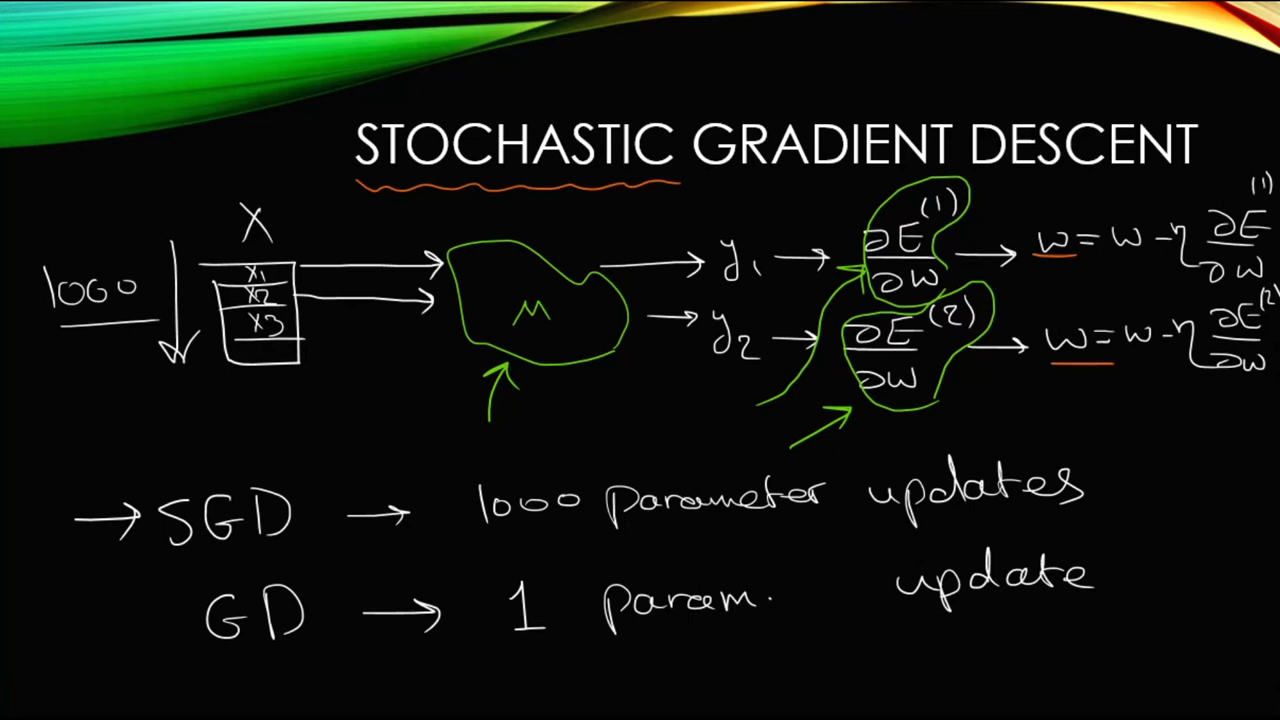 STOCHASTIC GRADIENT DESCENT
X
1000
x1
x2
x3
M
y1 → ∂E^(1)/∂w → w = w - η ∂E^(1)/∂w
y2 → ∂E^(2)/∂w → w = w - η ∂E^(2)/∂w
→ SGD → 1000 parameter updates
GD → 1 param. update